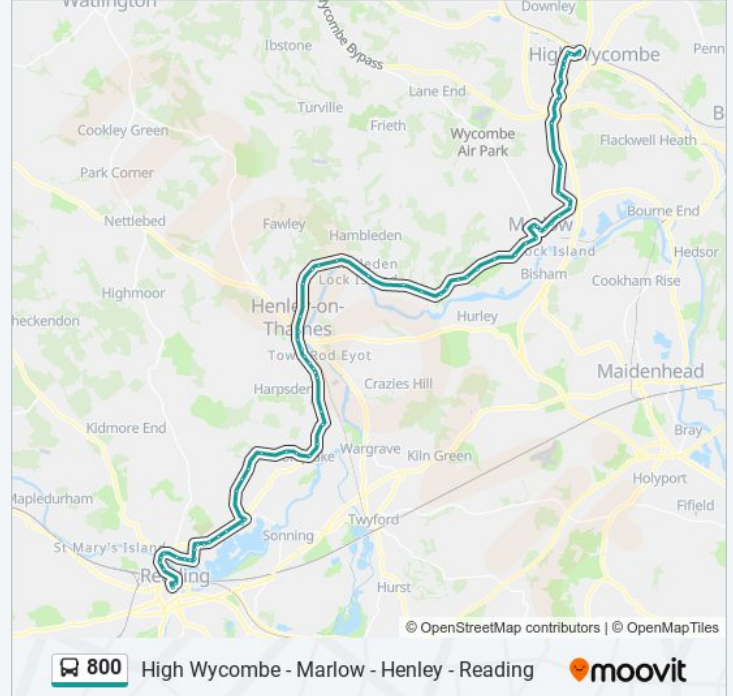 Watlington
Downley
Ibstone
Wycombe Bypass
High Wycombe
Penn
Lane End
Turville
Frieth
Cookley Green
Wycombe
Air Park
Flackwell Heath
Park Corner
Bourne End
Nettlebed
Fawley
Marlow
Hambleden
Lock Island
Hedsor
Bisham
Cookham Rise
Highmoor
Henley-on-
Thames
Hurley
heckendon
Town
Rod Eyot
Maidenhead
Harpsden
Crazies Hill
Kidmore End
Bray
Wargrave
Kiln Green
Holyport
Mapledurham
Fifield
Twyford
Sonning
St Mary's Island
Reading
Hurst
© OpenStreetMap contributors | © OpenMapTiles
800 High Wycombe - Marlow - Henley - Reading moovit